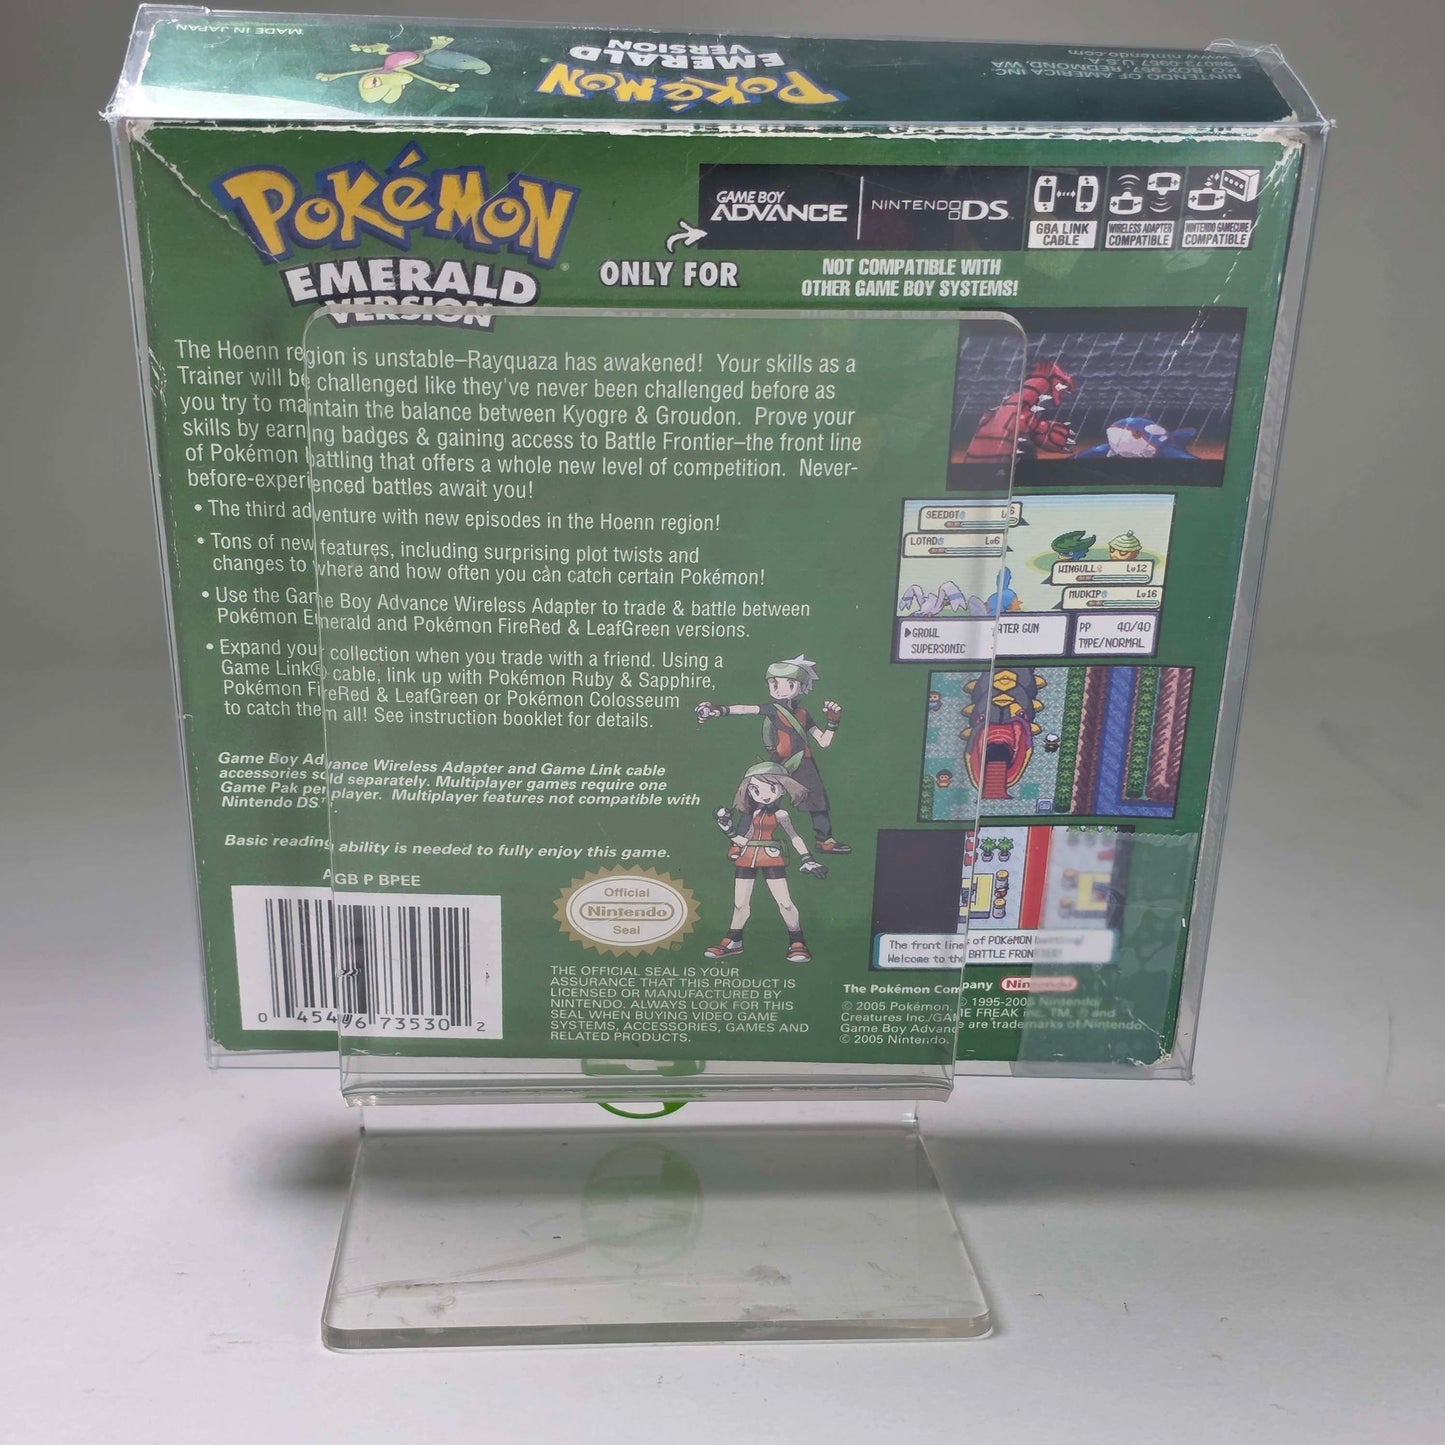 MADE IN JAPAN
POKéMON
EMERALD
VERSION
NINTENDO OF AMERICA INC.
P.O. BOX 957, REDMOND, WA
98073-0957 U.S.A.
www.nintendo.com
POKéMON
EMERALD
VERSION
GAME BOY
ADVANCE
NINTENDO DS™
GBA LINK
CABLE
WIRELESS ADAPTER
COMPATIBLE
NINTENDO GAMECUBE
COMPATIBLE
ONLY FOR
NOT COMPATIBLE WITH
OTHER GAME BOY SYSTEMS!
The Hoenn region is unstable–Rayquaza has awakened! Your skills as a
Trainer will be challenged like they've never been challenged before as
you try to maintain the balance between Kyogre & Groudon. Prove your
skills by earning badges & gaining access to Battle Frontier–the front line
of Pokémon battling that offers a whole new level of competition. Never-
before-experienced battles await you!
• The third adventure with new episodes in the Hoenn region!
• Tons of new features, including surprising plot twists and
changes to where and how often you can catch certain Pokémon!
• Use the Game Boy Advance Wireless Adapter to trade & battle between
Pokémon Emerald and Pokémon FireRed & LeafGreen versions.
• Expand your collection when you trade with a friend. Using a
Game Link® cable, link up with Pokémon Ruby & Sapphire,
Pokémon FireRed & LeafGreen or Pokémon Colosseum
to catch them all! See instruction booklet for details.
Game Boy Advance Wireless Adapter and Game Link cable
accessories sold separately. Multiplayer games require one
Game Pak per player. Multiplayer features not compatible with
Nintendo DS™.
Basic reading ability is needed to fully enjoy this game.
AGB P BPEE
0 45496 73530 2
Official
Nintendo
Seal
THE OFFICIAL SEAL IS YOUR
ASSURANCE THAT THIS PRODUCT IS
LICENSED OR MANUFACTURED BY
NINTENDO. ALWAYS LOOK FOR THIS
SEAL WHEN BUYING VIDEO GAME
SYSTEMS, ACCESSORIES, GAMES AND
RELATED PRODUCTS.
SEEDOT Lv6
LOTAD Lv6
WINGULL Lv12
MUDKIP Lv16
▶GROWL WATER GUN
SUPERSONIC
PP 40/40
TYPE/NORMAL
The front lines of POKéMON battling!
Welcome to the BATTLE FRONTIER!
The Pokémon Company Nintendo
© 2005 Pokémon. © 1995-2005 Nintendo/
Creatures Inc./GAME FREAK inc. TM, ® and
Game Boy Advance are trademarks of Nintendo.
© 2005 Nintendo.